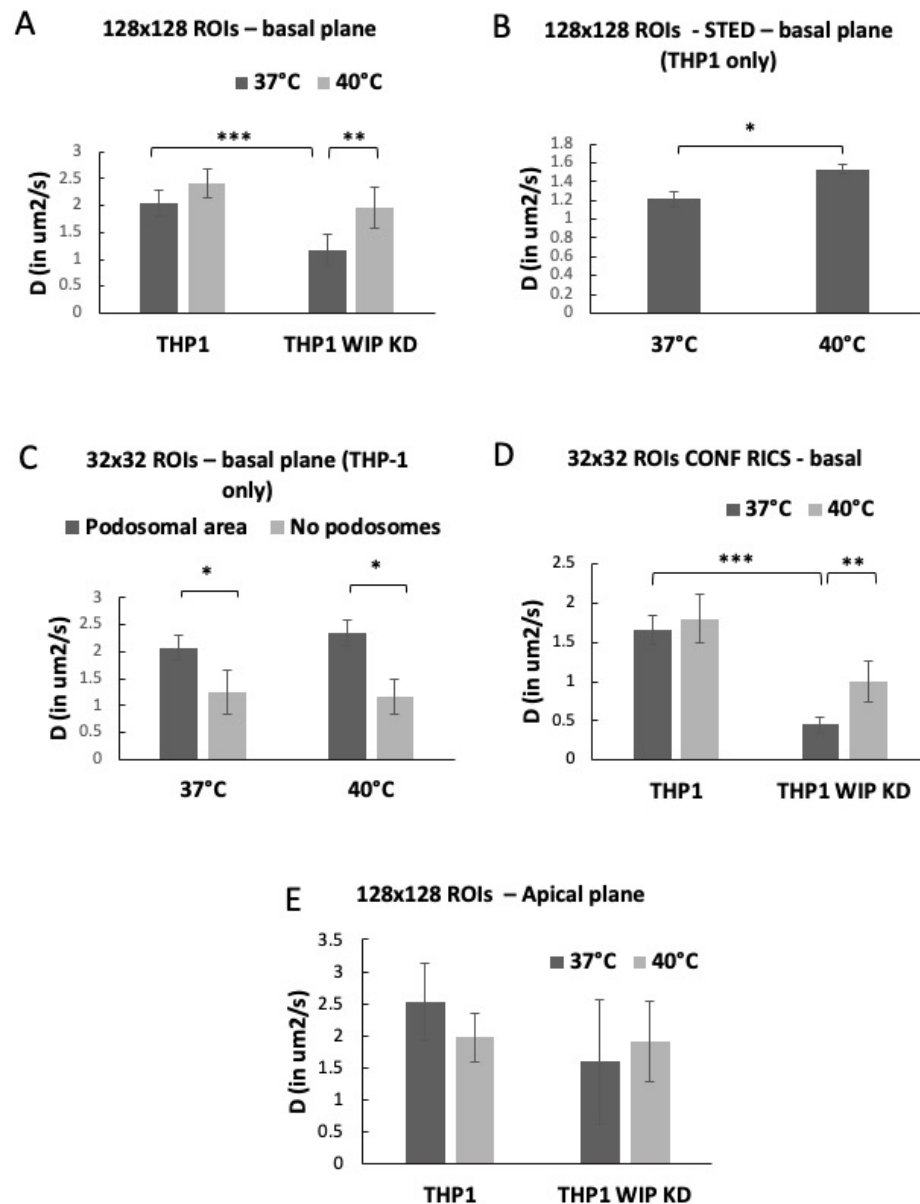 A
128x128 ROIs – basal plane
37°C 40°C
*** **
D (in um2/s)
3
2.5
2
1.5
1
0.5
0
THP1 THP1 WIP KD
B
128x128 ROIs - STED – basal plane
(THP1 only)
*
D (in um2/s)
1.8
1.6
1.4
1.2
1
0.8
0.6
0.4
0.2
0
37°C 40°C
C
32x32 ROIs – basal plane (THP-1
only)
Podosomal area No podosomes
* *
D (in um2/s)
3
2.5
2
1.5
1
0.5
0
37°C 40°C
D
32x32 ROIs CONF RICS - basal
37°C 40°C
*** **
D (in um2/s)
2.5
2
1.5
1
0.5
0
THP1 THP1 WIP KD
E
128x128 ROIs – Apical plane
37°C 40°C
D (in um2/s)
3.5
3
2.5
2
1.5
1
0.5
0
THP1 THP1 WIP KD